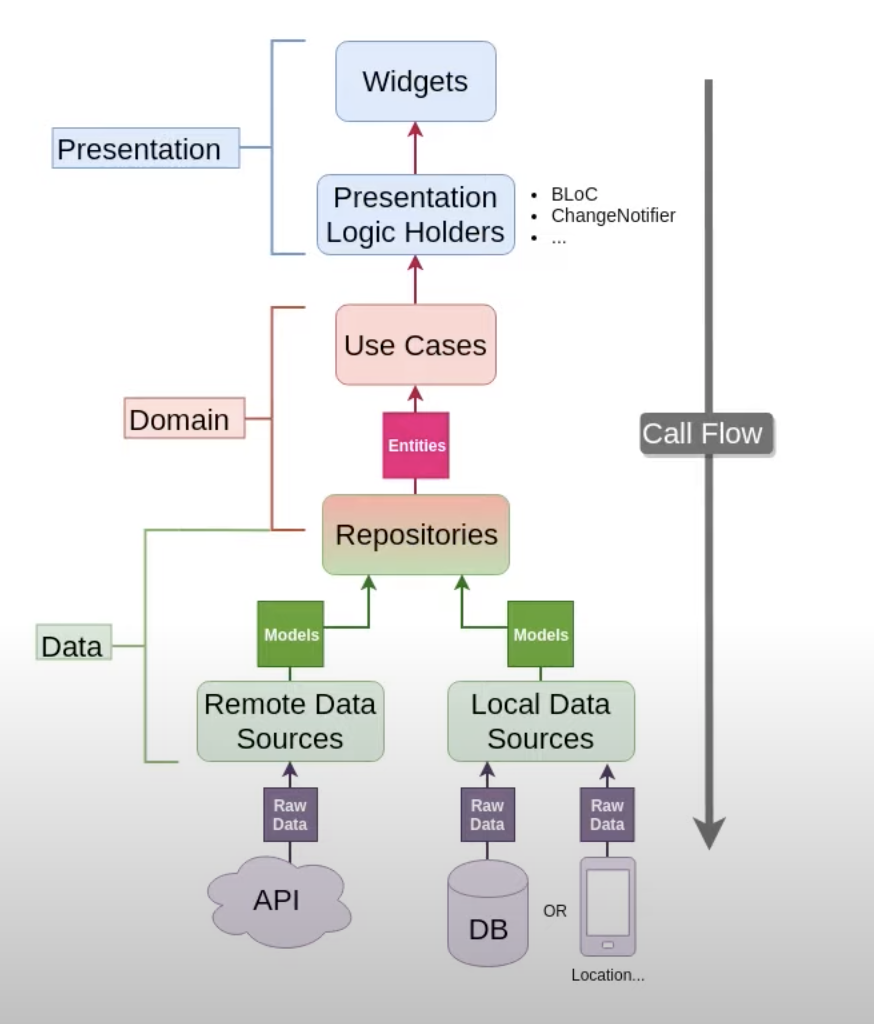 Widgets
Presentation
Presentation
Logic Holders
• BLoC
• ChangeNotifier
• ...
Use Cases
Domain
Entities
Call Flow
Repositories
Data
Models
Models
Remote Data
Sources
Local Data
Sources
Raw
Data
Raw
Data
Raw
Data
API
DB
OR
Location...